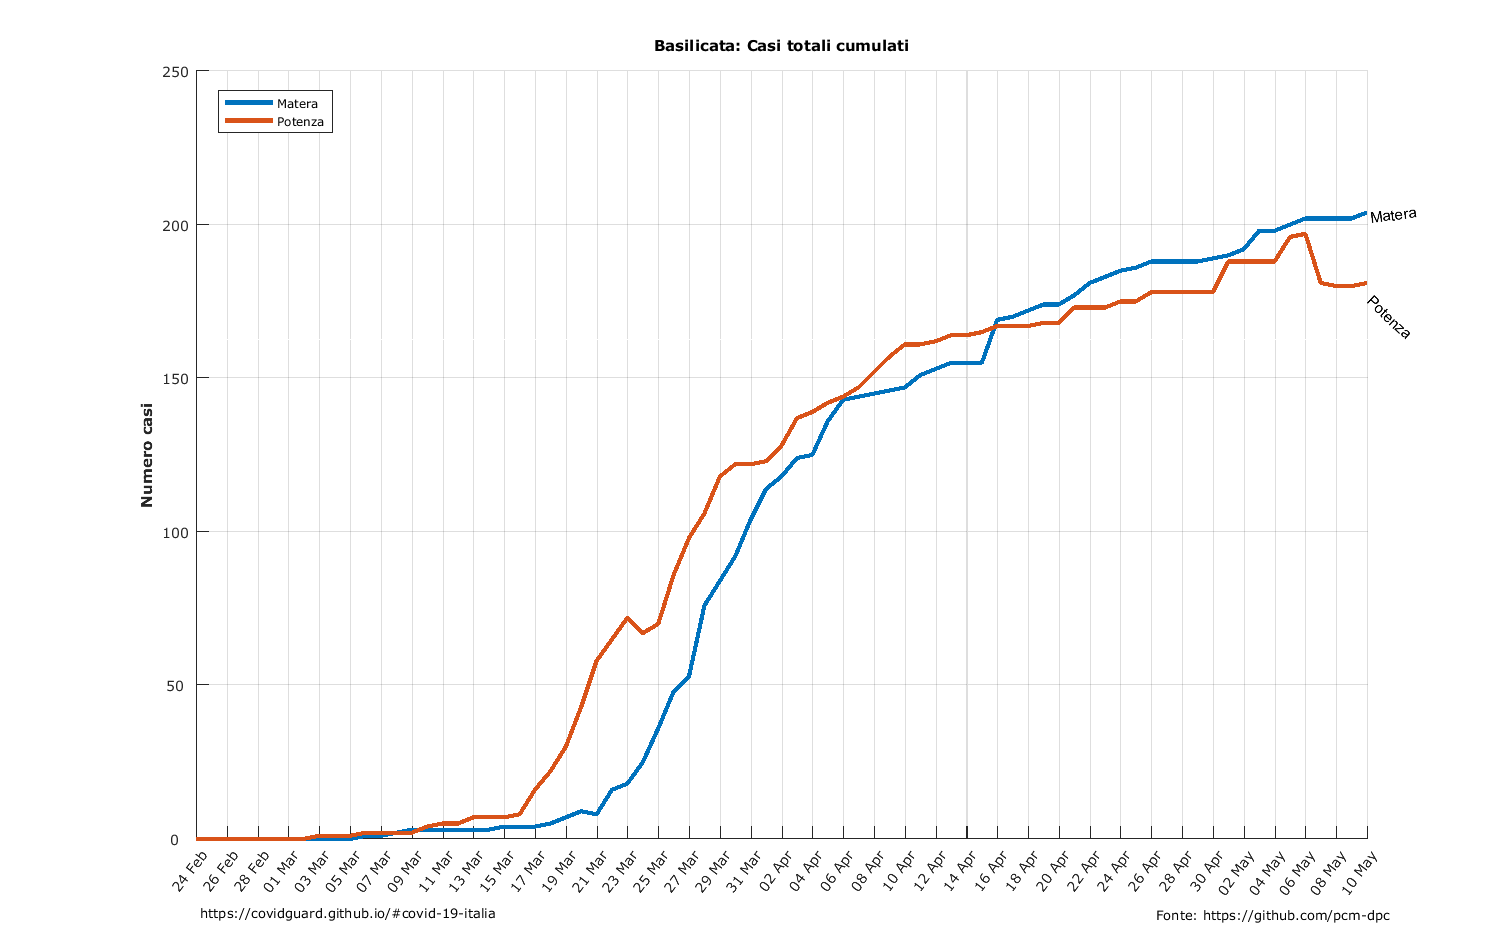 Basilicata: Casi totali cumulati
Matera
Potenza
Numero casi
250
200
150
100
50
0
Matera
Potenza
24 Feb
26 Feb
28 Feb
01 Mar
03 Mar
05 Mar
07 Mar
09 Mar
11 Mar
13 Mar
15 Mar
17 Mar
19 Mar
21 Mar
23 Mar
25 Mar
27 Mar
29 Mar
31 Mar
02 Apr
04 Apr
06 Apr
08 Apr
10 Apr
12 Apr
14 Apr
16 Apr
18 Apr
20 Apr
22 Apr
24 Apr
26 Apr
28 Apr
30 Apr
02 May
04 May
06 May
08 May
10 May
https://covidguard.github.io/#covid-19-italia
Fonte: https://github.com/pcm-dpc